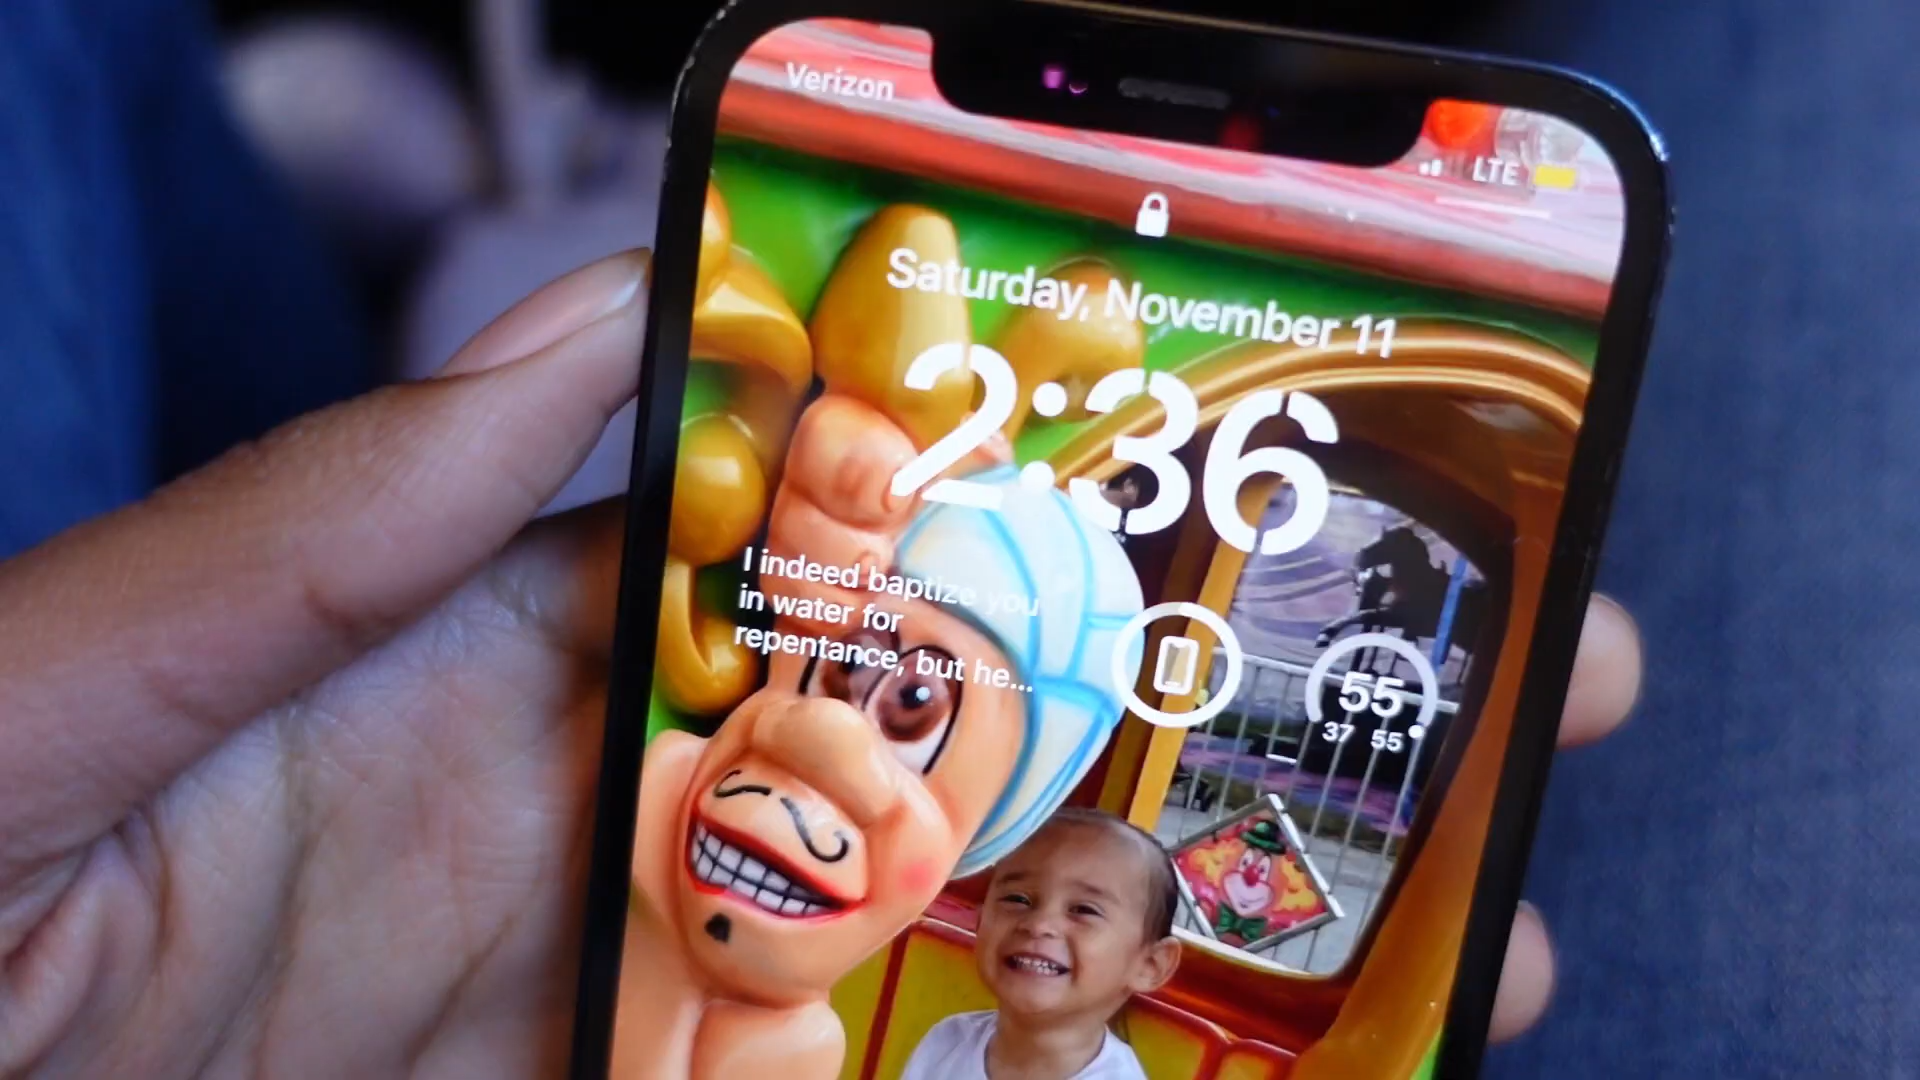 Verizon
LTE
Saturday, November 11
2:36
I indeed baptize you
in water for
repentance, but he...
55
37 55